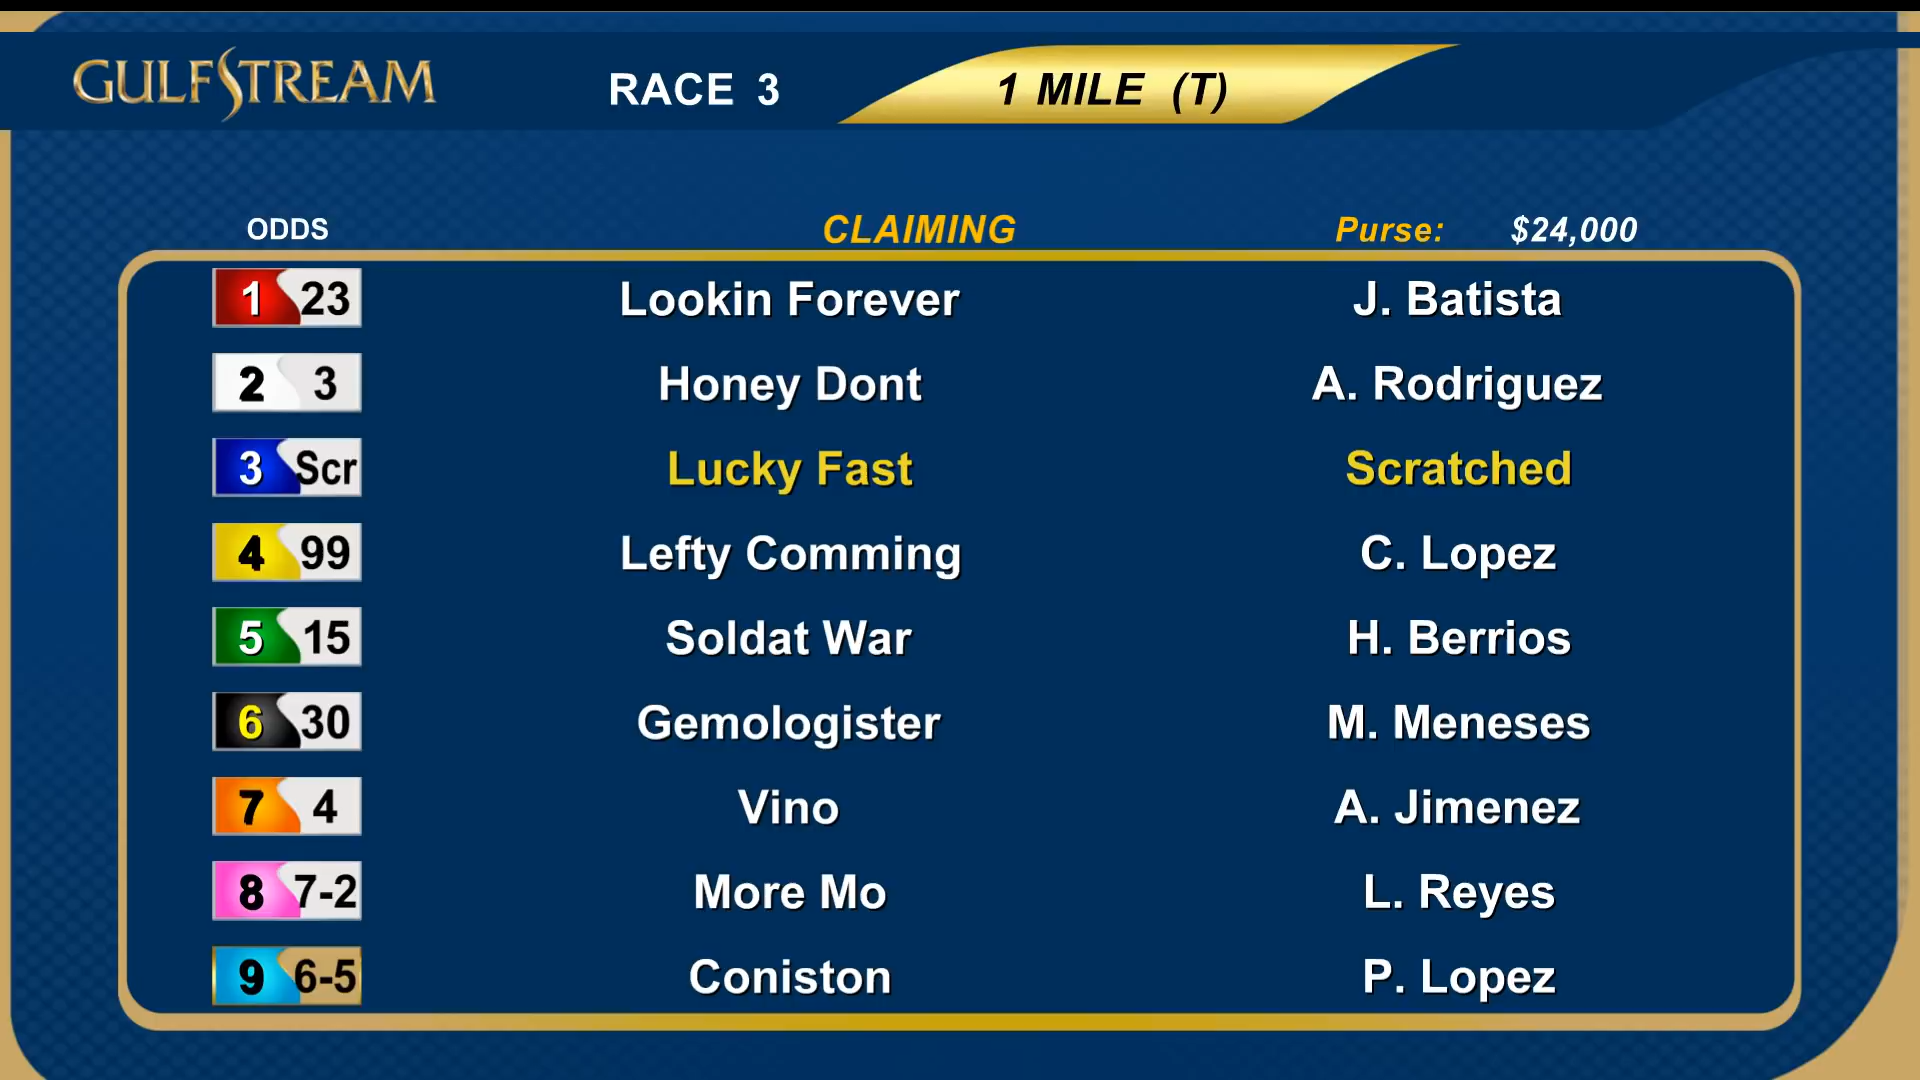 GULFSTREAM RACE 3 1 MILE (T)
ODDS CLAIMING Purse: $24,000
1 23 Lookin Forever J. Batista
2 3 Honey Dont A. Rodriguez
3 Scr Lucky Fast Scratched
4 99 Lefty Comming C. Lopez
5 15 Soldat War H. Berrios
6 30 Gemologister M. Meneses
7 4 Vino A. Jimenez
8 7-2 More Mo L. Reyes
9 6-5 Coniston P. Lopez